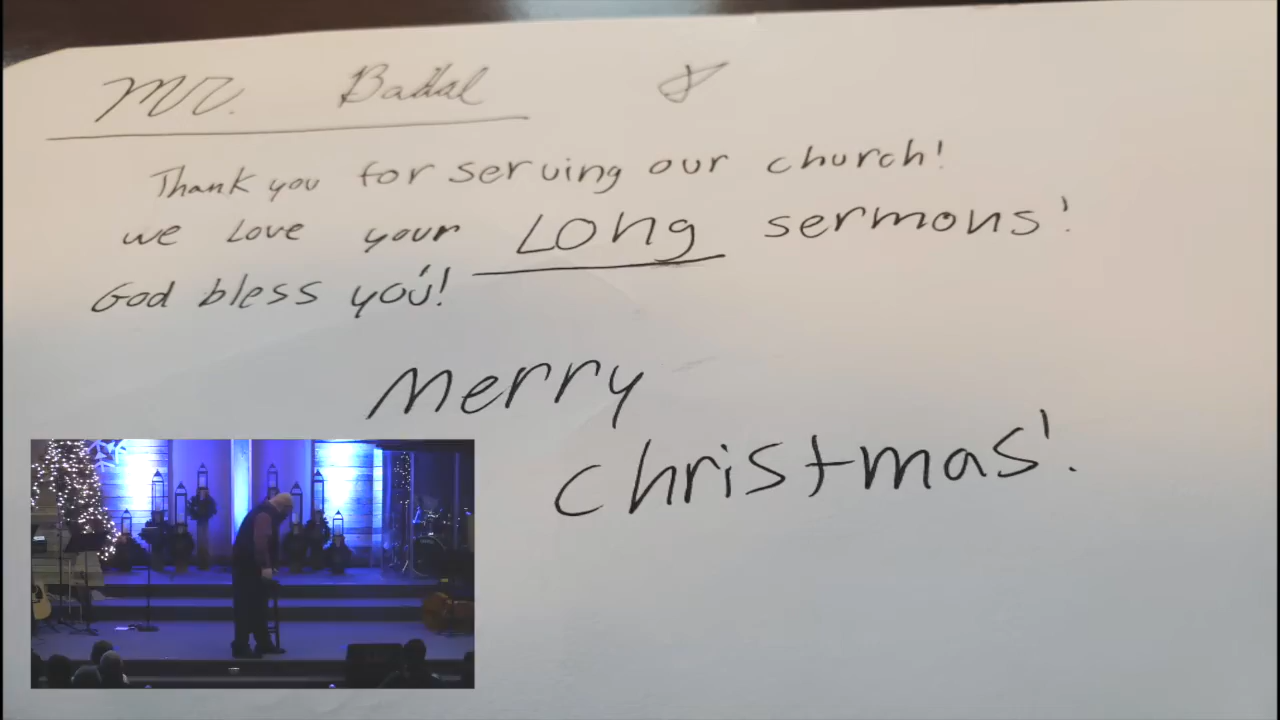 Mr. Badal &
Thank you for serving our church!
we Love your Long sermons!
God bless you!
Merry
Christmas!